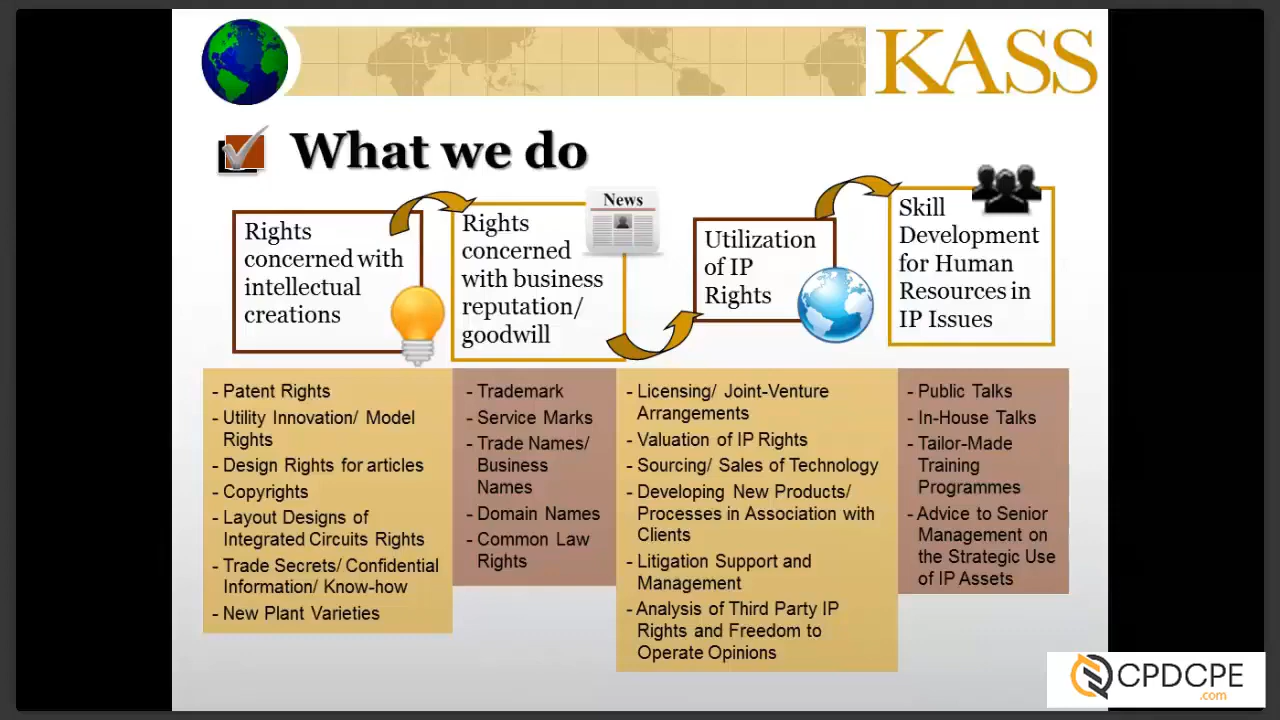 KASS
What we do
Rights
concerned with
intellectual
creations
Rights
concerned
with business
reputation/
goodwill
News
Utilization
of IP
Rights
Skill
Development
for Human
Resources in
IP Issues
- Patent Rights
- Utility Innovation/ Model
Rights
- Design Rights for articles
- Copyrights
- Layout Designs of
Integrated Circuits Rights
- Trade Secrets/ Confidential
Information/ Know-how
- New Plant Varieties
- Trademark
- Service Marks
- Trade Names/
Business
Names
- Domain Names
- Common Law
Rights
- Licensing/ Joint-Venture
Arrangements
- Valuation of IP Rights
- Sourcing/ Sales of Technology
- Developing New Products/
Processes in Association with
Clients
- Litigation Support and
Management
- Analysis of Third Party IP
Rights and Freedom to
Operate Opinions
- Public Talks
- In-House Talks
- Tailor-Made
Training
Programmes
- Advice to Senior
Management on
the Strategic Use
of IP Assets
CPDCPE
.com